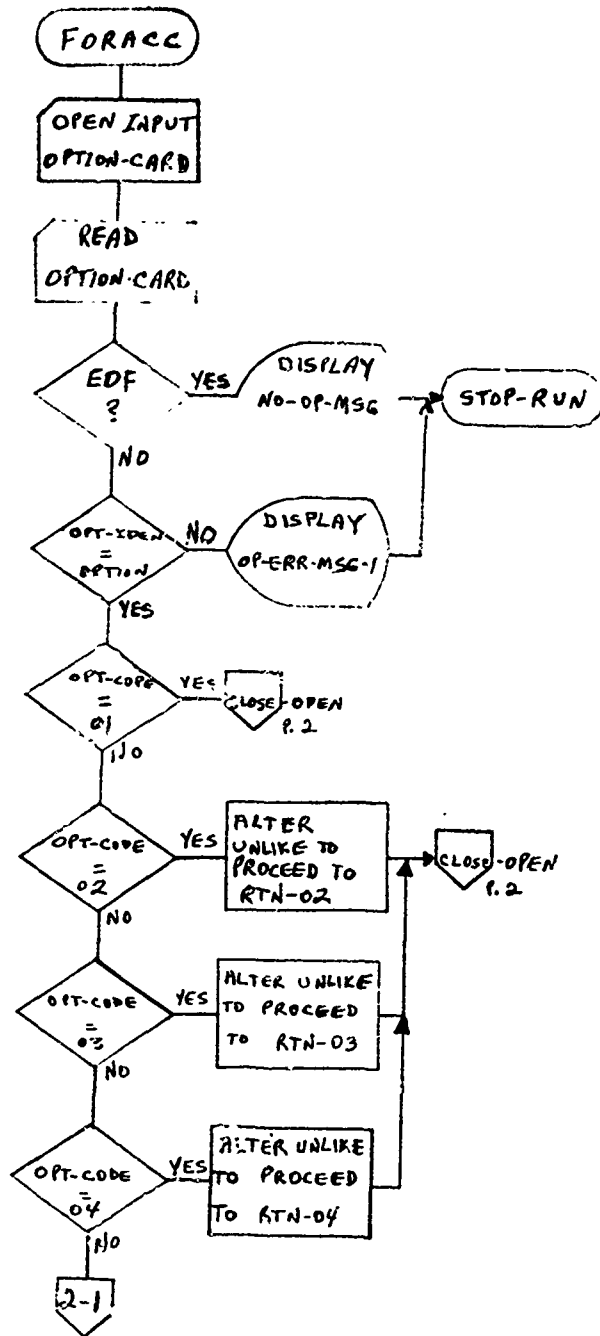 FORACC
OPEN INPUT
OPTION-CARD
READ
OPTION-CARD
EDF
?
YES
DISPLAY
NO-OP-MSG
STOP-RUN
NO
OPT-IDEN
=
OPTION
NO
DISPLAY
OP-ERR-MSG-1
YES
OPT-CODE
=
01
YES
CLOSE-OPEN
P.2
NO
OPT-CODE
=
02
YES
ALTER
UNLIKE TO
PROCEED TO
RTN-02
CLOSE-OPEN
P.2
NO
OPT-CODE
=
03
YES
ALTER UNLIKE
TO PROCEED
TO RTN-03
NO
OPT-CODE
=
04
YES
ALTER UNLIKE
TO PROCEED
TO RTN-04
NO
2-1